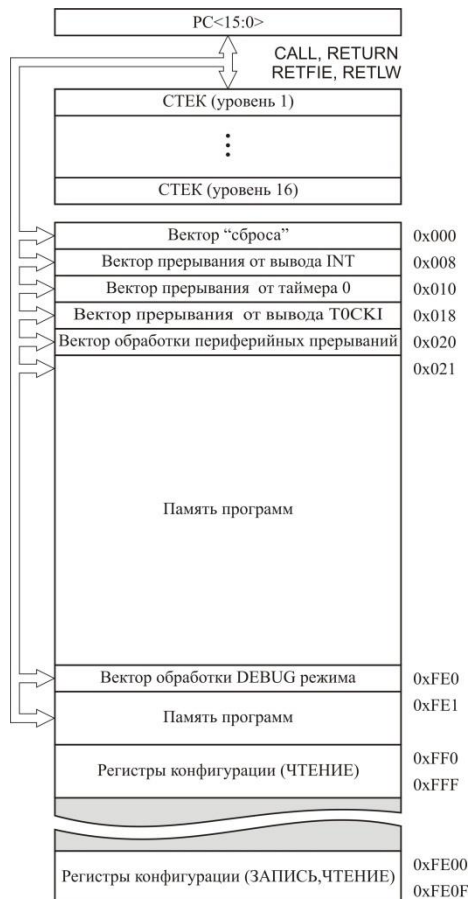 PC<15:0>
CALL, RETURN
RETFIE, RETLW
СТЕК (уровень 1)
СТЕК (уровень 16)
Вектор “сброса” 0x000
Вектор прерывания от вывода INT 0x008
Вектор прерывания от таймера 0 0x010
Вектор прерывания от вывода T0CKI 0x018
Вектор обработки периферийных прерываний 0x020
0x021
Память программ
Вектор обработки DEBUG режима 0xFE0
0xFE1
Память программ
0xFF0
Регистры конфигурации (ЧТЕНИЕ)
0xFFF
0xFE00
Регистры конфигурации (ЗАПИСЬ,ЧТЕНИЕ)
0xFE0F